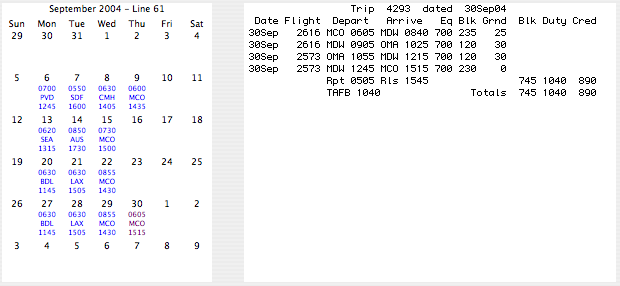 September 2004 - Line 61
Sun Mon Tue Wed Thu Fri Sat
29 30 31 1 2 3 4
5 6 7 8 9 10 11
0700 0550 0630 0600
PVD SDF CMH MCO
1245 1600 1405 1435
12 13 14 15 16 17 18
0620 0850 0730
SEA AUS MCO
1315 1730 1500
19 20 21 22 23 24 25
0630 0630 0855
BDL LAX MCO
1145 1505 1430
26 27 28 29 30 1 2
0630 0630 0855 0605
BDL LAX MCO MCO
1145 1505 1430 1515
3 4 5 6 7 8 9
Trip 4293 dated 30Sep04
Date Flight Depart Arrive Eq Blk Grnd Blk Duty Cred
30Sep 2616 MCO 0605 MDW 0840 700 235 25
30Sep 2616 MDW 0905 OMA 1025 700 120 30
30Sep 2573 OMA 1055 MDW 1215 700 120 30
30Sep 2573 MDW 1245 MCO 1515 700 230 0
Rpt 0505 Rls 1545 745 1040 890
TAFB 1040 Totals 745 1040 890